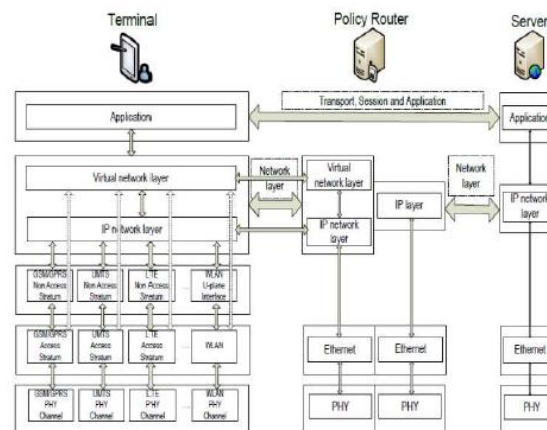 Terminal
Policy Router
Server
Transport, Session and Application
Application
Application
Virtual network layer
Network
layer
Virtual
network layer
Network
layer
IP network layer
IP network
layer
IP layer
IP network
layer
GSM/GPRS
Non Access
Stratum
UMTS
Non Access
Stratum
LTE
Non Access
Stratum
...
WLAN
U-plane
Interface
GSM/GPRS
Access
Stratum
UMTS
Access
Stratum
LTE
Access
Stratum
...
WLAN
Ethernet
Ethernet
Ethernet
GSM/GPRS
PHY
Channel
UMTS
PHY
Channel
LTE
PHY
Channel
...
WLAN
PHY
Channel
PHY
PHY
PHY